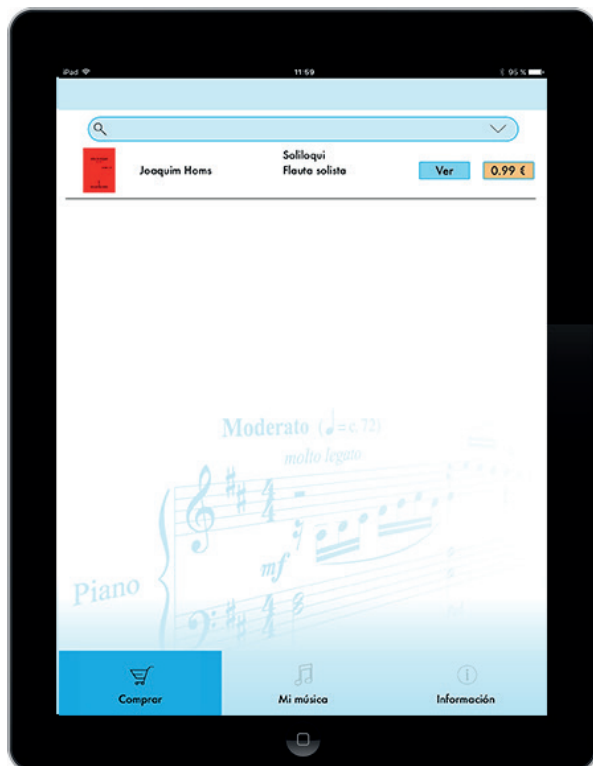 iPad 11:59 95 %
Soliloqui
Joaquim Homs Flauta solista Ver 0.99 €
Moderato (♩=c.72)
molto legato
mf
Piano
Comprar Mi música Información